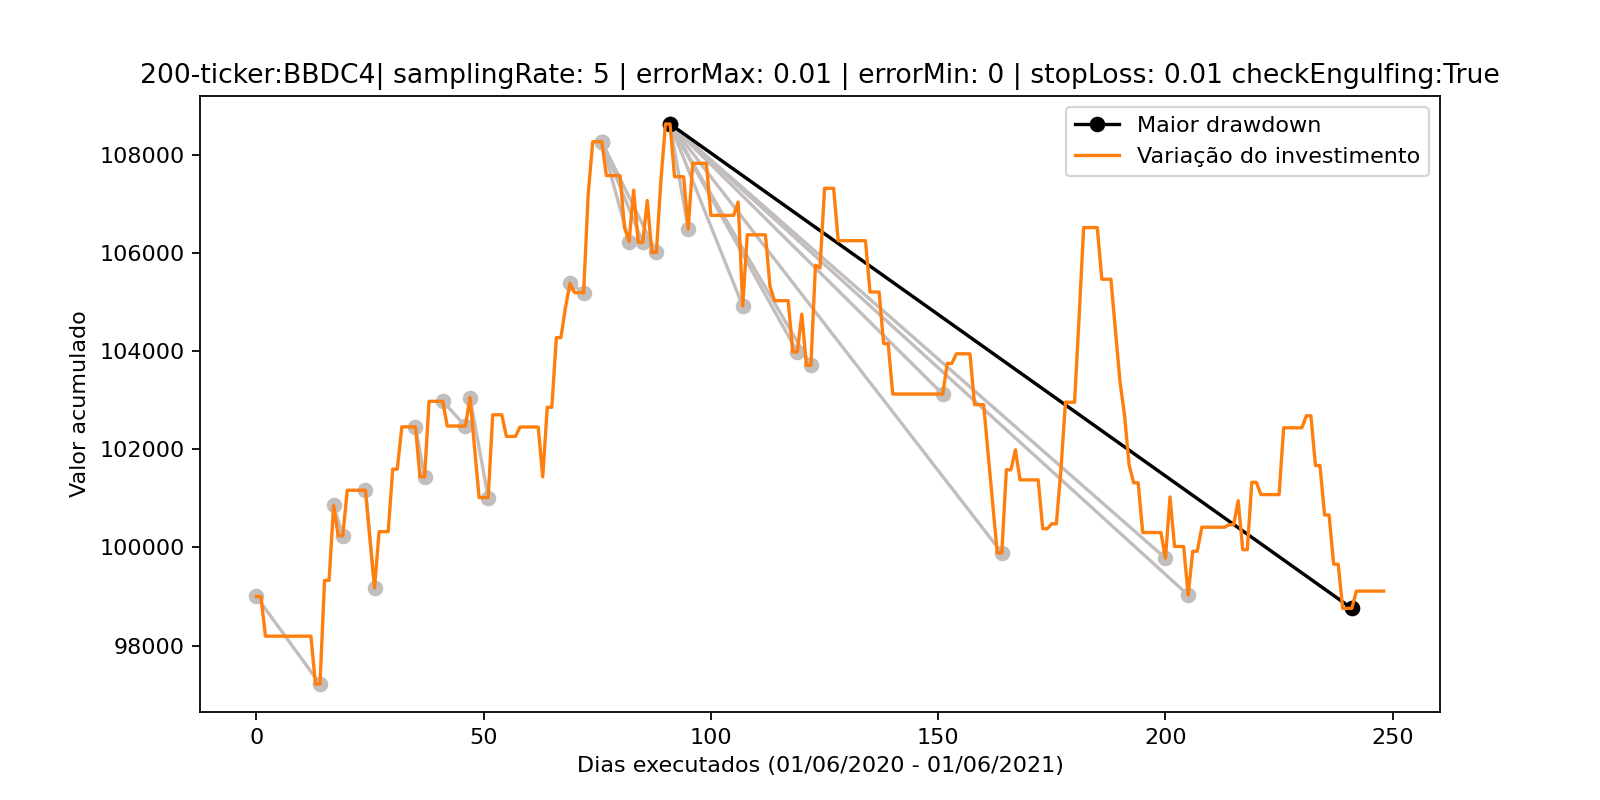 200-ticker:BBDC4| samplingRate: 5 | errorMax: 0.01 | errorMin: 0 | stopLoss: 0.01 checkEngulfing:True
Maior drawdown
Variação do investimento
Valor acumulado
108000
106000
104000
102000
100000
98000
0 50 100 150 200 250
Dias executados (01/06/2020 - 01/06/2021)